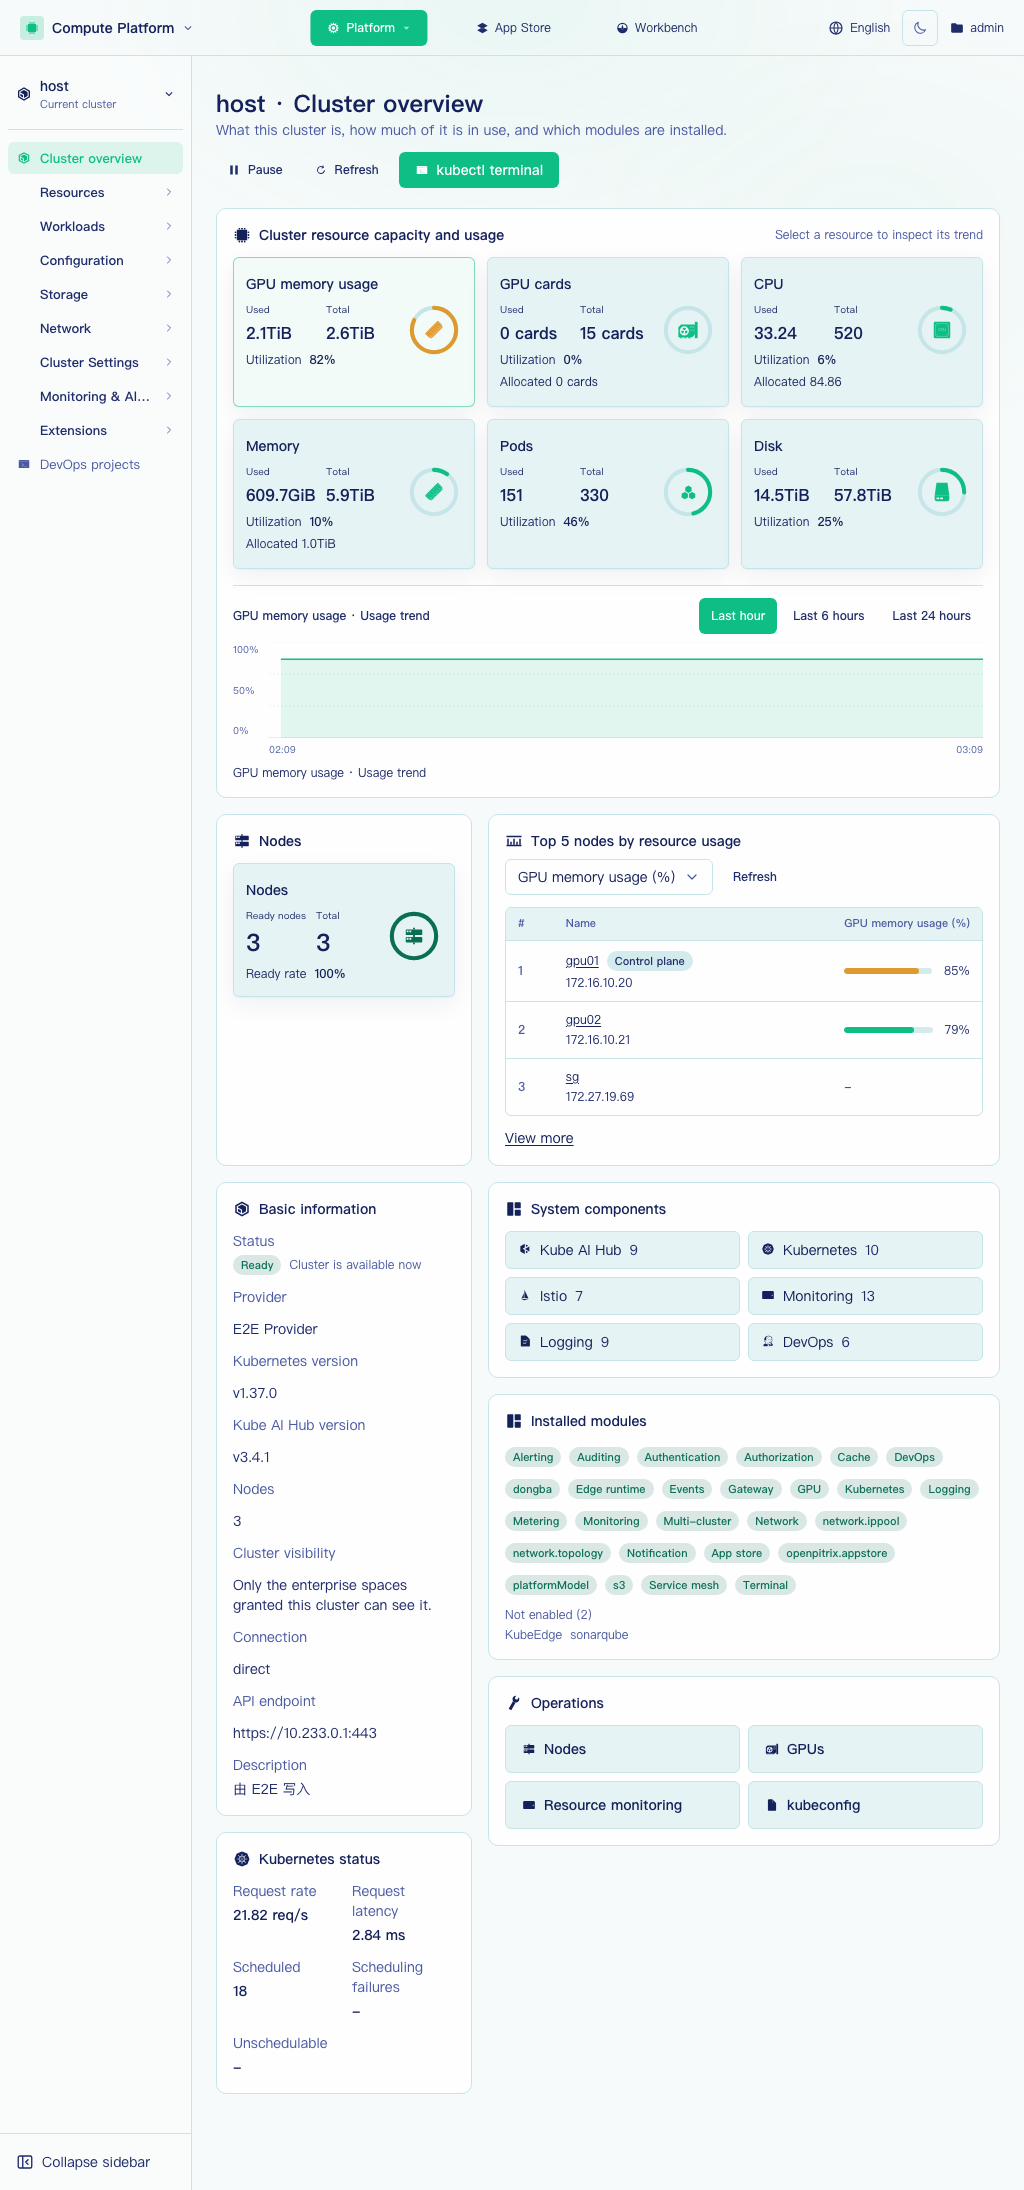 Compute Platform
Platform
App Store
Workbench
English
admin
host
Current cluster
Cluster overview
Resources
Workloads
Configuration
Storage
Network
Cluster Settings
Monitoring & Al...
Extensions
DevOps projects
host · Cluster overview
What this cluster is, how much of it is in use, and which modules are installed.
Pause
Refresh
kubectl terminal
Cluster resource capacity and usage
Select a resource to inspect its trend
GPU memory usage
Used Total
2.1TiB 2.6TiB
Utilization 82%
GPU cards
Used Total
0 cards 15 cards
Utilization 0%
Allocated 0 cards
CPU
Used Total
33.24 520
Utilization 6%
Allocated 84.86
Memory
Used Total
609.7GiB 5.9TiB
Utilization 10%
Allocated 1.0TiB
Pods
Used Total
151 330
Utilization 46%
Disk
Used Total
14.5TiB 57.8TiB
Utilization 25%
GPU memory usage · Usage trend
Last hour
Last 6 hours
Last 24 hours
100%
50%
0%
02:09 03:09
GPU memory usage · Usage trend
Nodes
Nodes
Ready nodes Total
3 3
Ready rate 100%
Top 5 nodes by resource usage
GPU memory usage (%)
Refresh
# Name GPU memory usage (%)
1 gpu01 Control plane 85%
172.16.10.20
2 gpu02 79%
172.16.10.21
3 sg –
172.27.19.69
View more
Basic information
Status
Ready Cluster is available now
Provider
E2E Provider
Kubernetes version
v1.37.0
Kube AI Hub version
v3.4.1
Nodes
3
Cluster visibility
Only the enterprise spaces
granted this cluster can see it.
Connection
direct
API endpoint
https://10.233.0.1:443
Description
由 E2E 写入
System components
Kube AI Hub 9
Kubernetes 10
Istio 7
Monitoring 13
Logging 9
DevOps 6
Installed modules
Alerting Auditing Authentication Authorization Cache DevOps
dongba Edge runtime Events Gateway GPU Kubernetes Logging
Metering Monitoring Multi-cluster Network network.ippool
network.topology Notification App store openpitrix.appstore
platformModel s3 Service mesh Terminal
Not enabled (2)
KubeEdge sonarqube
Operations
Nodes
GPUs
Resource monitoring
kubeconfig
Kubernetes status
Request rate
21.82 req/s
Request
latency
2.84 ms
Scheduled
18
Scheduling
failures
–
Unschedulable
–
Collapse sidebar